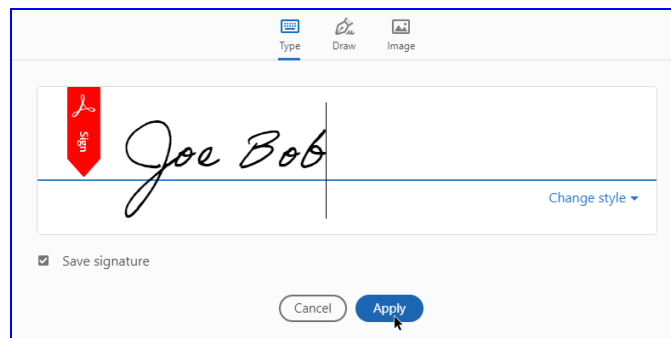 Type Draw Image
Sign
Joe Bob
Change style
Save signature
Cancel Apply